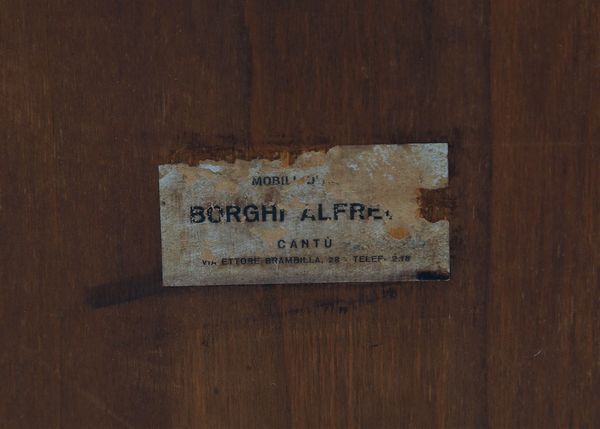 MOBILI D'
BORGHI ALFRE
CANTÙ
VIA ETTORE BRAMBILLA, 28 - TELEF. 2.18